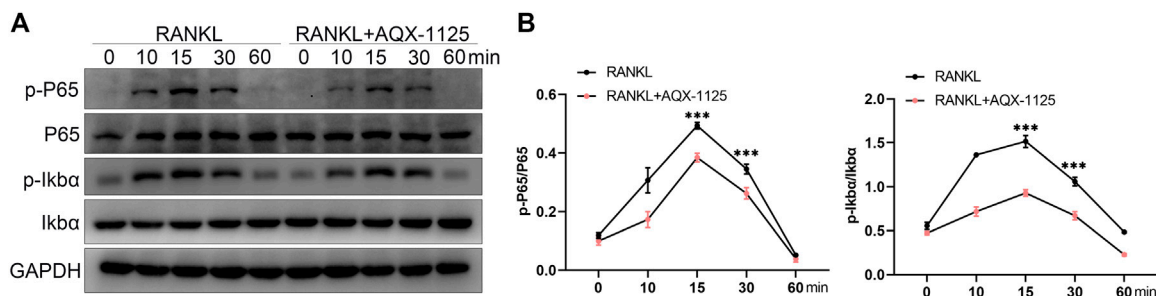 A
RANKL RANKL+AQX-1125
0 10 15 30 60 0 10 15 30 60 min
p-P65
P65
p-Ikbα
Ikbα
GAPDH
B
RANKL
RANKL+AQX-1125
p-P65/P65
0.6
0.4
0.2
0.0
***
***
0 10 15 30 60 min
RANKL
RANKL+AQX-1125
p-Ikbα/Ikbα
2.0
1.5
1.0
0.5
0.0
***
***
0 10 15 30 60 min